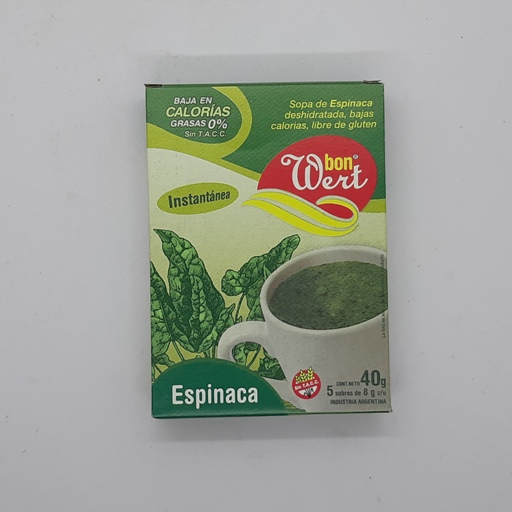 BAJA EN
CALORÍAS
GRASAS 0%
Sin T.A.C.C.
Sopa de Espinaca
deshidratada, bajas
calorías, libre de gluten
bon
Wert
Instantánea
Espinaca
Sin T.A.C.C.
CONT. NETO 40g
5 sobres de 8 g c/u
INDUSTRIA ARGENTINA